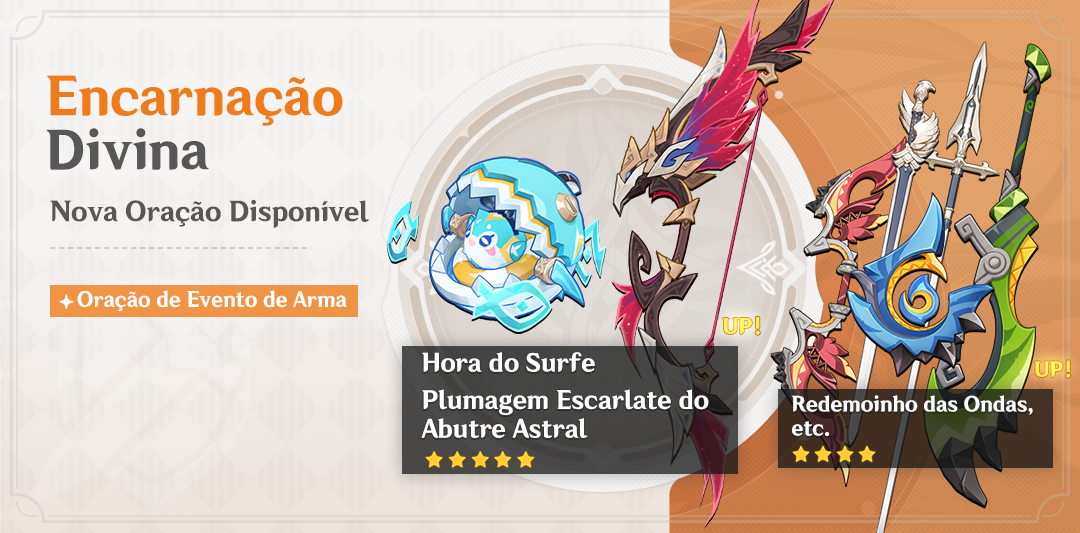 Encarnação
Divina
Nova Oração Disponível
Oração de Evento de Arma
UP!
Hora do Surfe
Plumagem Escarlate do
Abutre Astral
UP!
Redemoinho das Ondas,
etc.